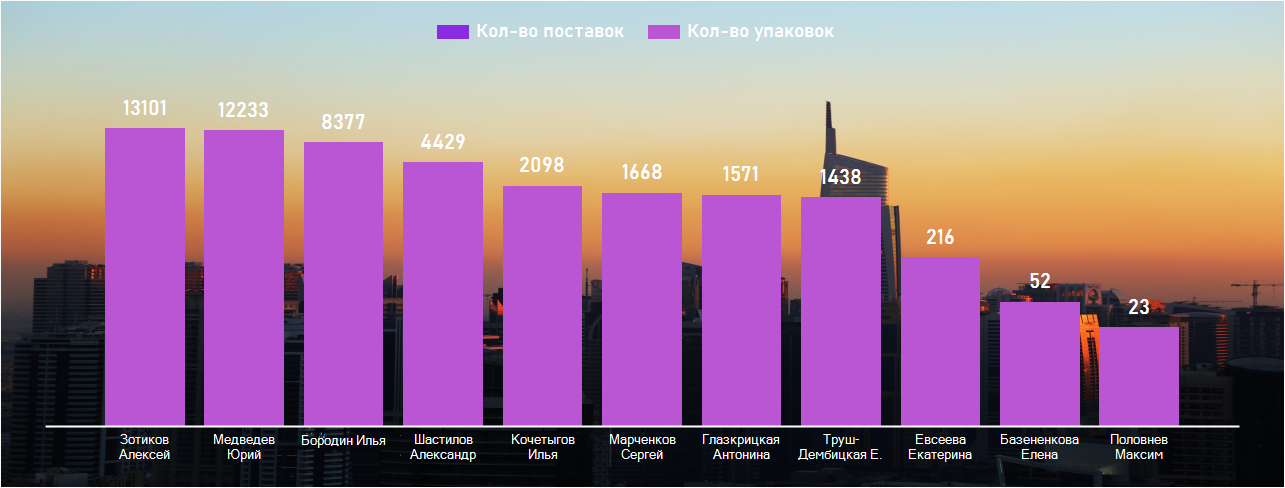 Кол-во поставок Кол-во упаковок
13101
12233
8377
4429
2098
1668
1571
1438
216
52
23
Зотиков
Алексей
Медведев
Юрий
Бородин Илья
Шастилов
Александр
Кочетыгов
Илья
Марченков
Сергей
Глазкрицкая
Антонина
Труш-
Дембицкая Е.
Евсеева
Екатерина
Базененкова
Елена
Половнев
Максим